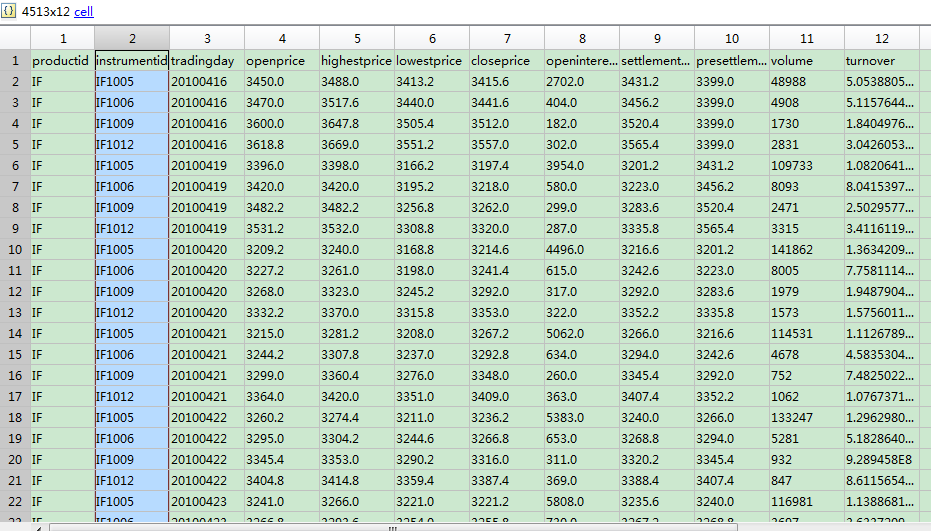 4513x12 cell
1 2 3 4 5 6 7 8 9 10 11 12
1 productid instrumentid tradingday openprice highestprice lowestprice closeprice openintere... settlement... presettlem... volume turnover
2 IF IF1005 20100416 3450.0 3488.0 3413.2 3415.6 2702.0 3431.2 3399.0 48988 5.0538805...
3 IF IF1006 20100416 3470.0 3517.6 3440.0 3441.6 404.0 3456.2 3399.0 4908 5.1157644...
4 IF IF1009 20100416 3600.0 3647.8 3505.4 3512.0 182.0 3520.4 3399.0 1730 1.8404976...
5 IF IF1012 20100416 3618.8 3669.0 3551.2 3557.0 302.0 3565.4 3399.0 2831 3.0426053...
6 IF IF1005 20100419 3396.0 3398.0 3166.2 3197.4 3954.0 3201.2 3431.2 109733 1.0820641...
7 IF IF1006 20100419 3420.0 3420.0 3195.2 3218.0 580.0 3223.0 3456.2 8093 8.0415397...
8 IF IF1009 20100419 3482.2 3482.2 3256.8 3262.0 299.0 3283.6 3520.4 2471 2.5029577...
9 IF IF1012 20100419 3531.2 3532.0 3308.8 3320.0 287.0 3335.8 3565.4 3315 3.4116119...
10 IF IF1005 20100420 3209.2 3240.0 3168.8 3214.6 4496.0 3216.6 3201.2 141862 1.3634209...
11 IF IF1006 20100420 3227.2 3261.0 3198.0 3241.4 615.0 3242.6 3223.0 8005 7.7581114...
12 IF IF1009 20100420 3268.0 3323.0 3245.2 3292.0 317.0 3292.0 3283.6 1979 1.9487904...
13 IF IF1012 20100420 3332.2 3370.0 3315.8 3353.0 322.0 3352.2 3335.8 1573 1.5756011...
14 IF IF1005 20100421 3215.0 3281.2 3208.0 3267.2 5062.0 3266.0 3216.6 114531 1.1126789...
15 IF IF1006 20100421 3244.2 3307.8 3237.0 3292.8 634.0 3294.0 3242.6 4678 4.5835304...
16 IF IF1009 20100421 3299.0 3360.4 3276.0 3348.0 260.0 3345.4 3292.0 752 7.4825022...
17 IF IF1012 20100421 3364.0 3420.0 3351.0 3409.0 363.0 3407.4 3352.2 1062 1.0767371...
18 IF IF1005 20100422 3260.2 3274.4 3211.0 3236.2 5383.0 3240.0 3266.0 133247 1.2962980...
19 IF IF1006 20100422 3295.0 3304.2 3244.6 3266.8 653.0 3268.8 3294.0 5281 5.1828640...
20 IF IF1009 20100422 3345.4 3353.0 3290.2 3316.0 311.0 3320.2 3345.4 932 9.289458E8
21 IF IF1012 20100422 3404.8 3414.8 3359.4 3387.4 369.0 3388.4 3407.4 847 8.6115654...
22 IF IF1005 20100423 3241.0 3266.0 3221.0 3221.2 5808.0 3235.6 3240.0 116981 1.1388681...